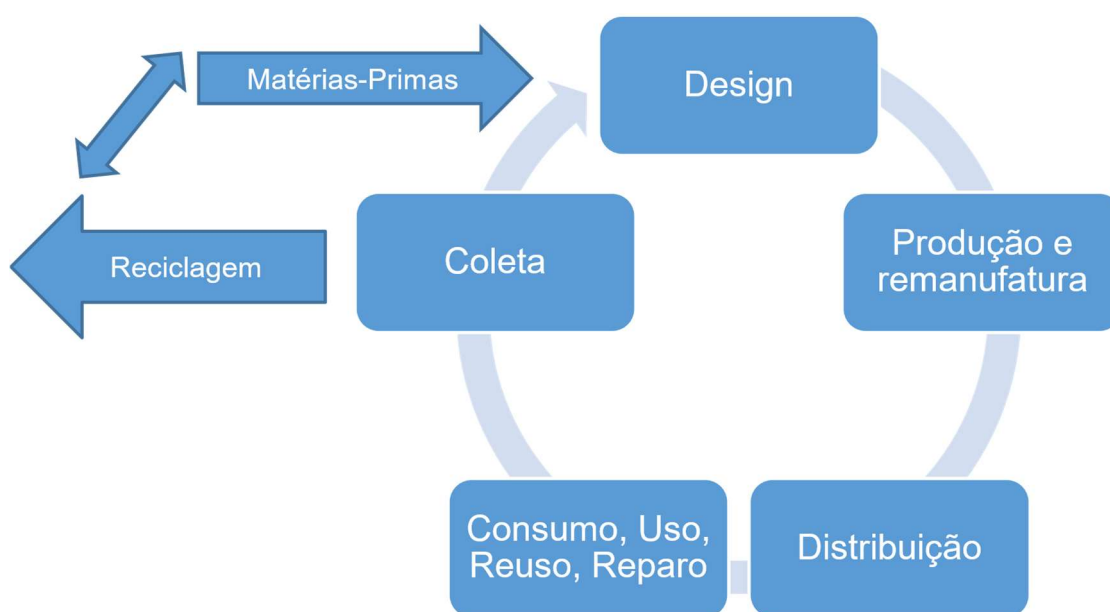 Matérias-Primas
Design
Reciclagem
Coleta
Produção e
remanufatura
Consumo, Uso,
Reuso, Reparo
Distribuição